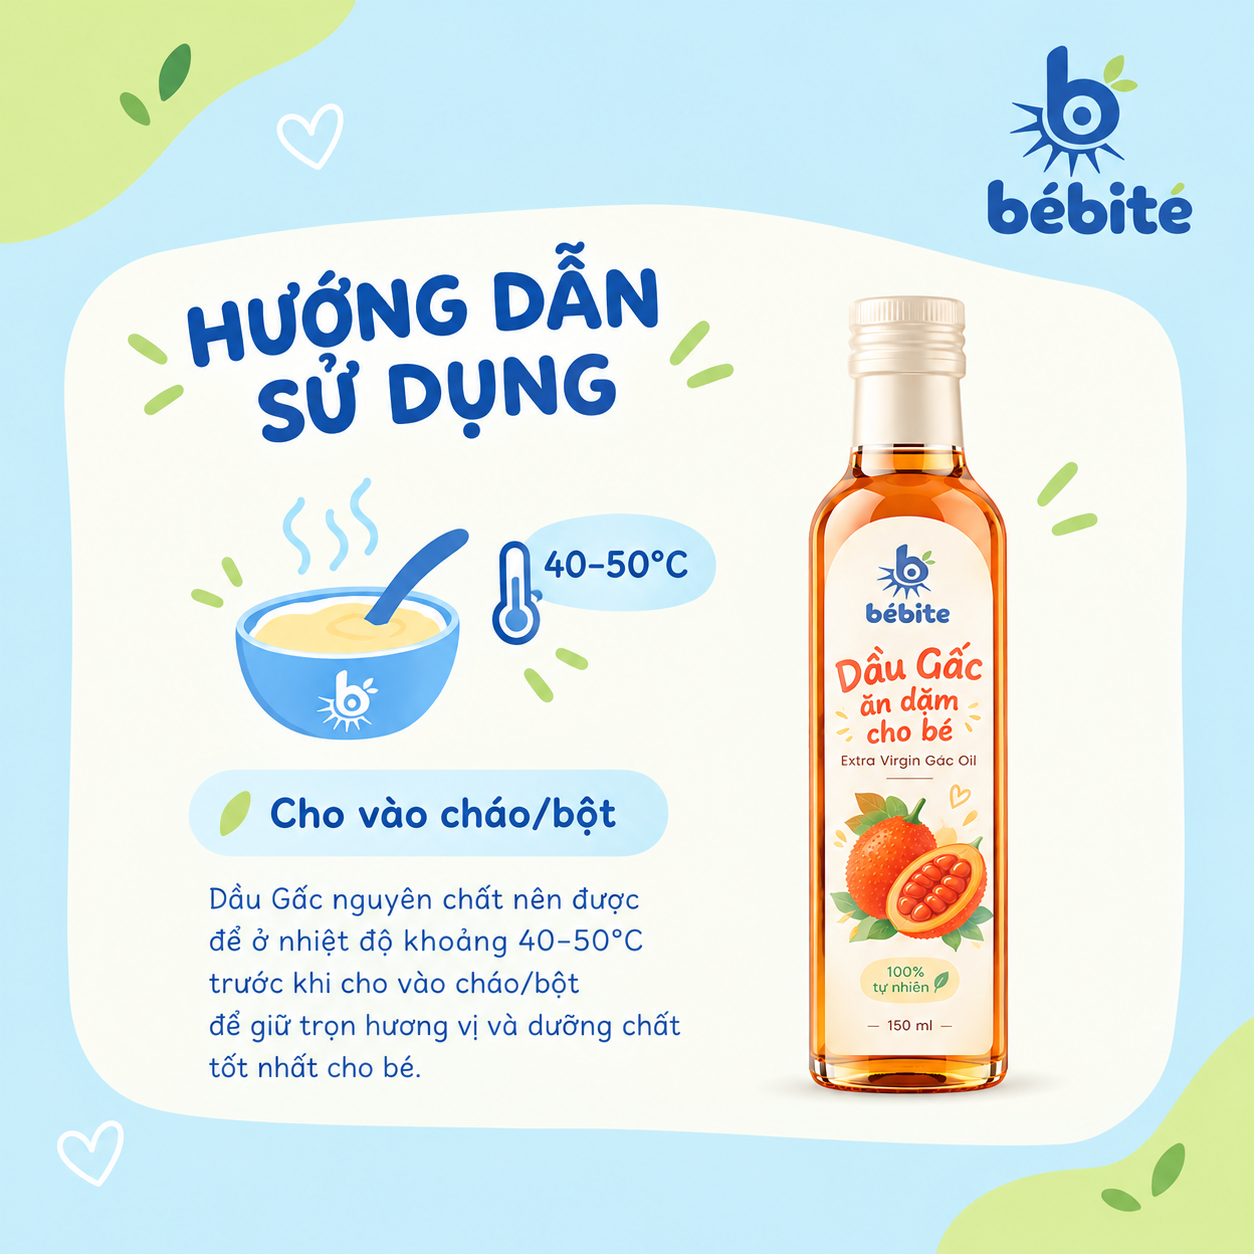 bébité
HƯỚNG DẪN
SỬ DỤNG
40–50°C
Cho vào cháo/bột
Dầu Gấc nguyên chất nên được
để ở nhiệt độ khoảng 40–50°C
trước khi cho vào cháo/bột
để giữ trọn hương vị và dưỡng chất
tốt nhất cho bé.
bébite
Dầu Gấc
ăn dặm
cho bé
Extra Virgin Gác Oil
100%
tự nhiên
— 150 ml —